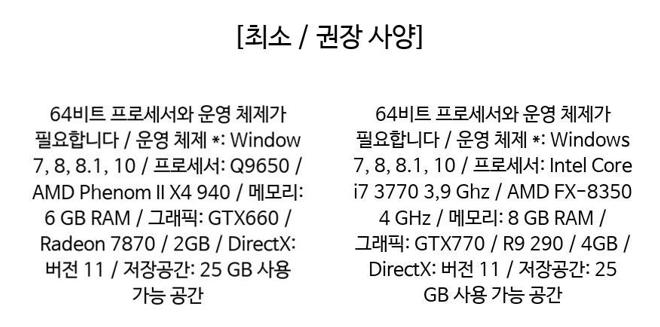 [최소 / 권장 사양]
64비트 프로세서와 운영 체제가
필요합니다 / 운영 체제 *: Window
7, 8, 8.1, 10 / 프로세서: Q9650 /
AMD Phenom II X4 940 / 메모리:
6 GB RAM / 그래픽: GTX660 /
Radeon 7870 / 2GB / DirectX:
버전 11 / 저장공간: 25 GB 사용
가능 공간
64비트 프로세서와 운영 체제가
필요합니다 / 운영 체제 *: Windows
7, 8, 8.1, 10 / 프로세서: Intel Core
i7 3770 3,9 Ghz / AMD FX-8350
4 GHz / 메모리: 8 GB RAM /
그래픽: GTX770 / R9 290 / 4GB /
DirectX: 버전 11 / 저장공간: 25
GB 사용 가능 공간